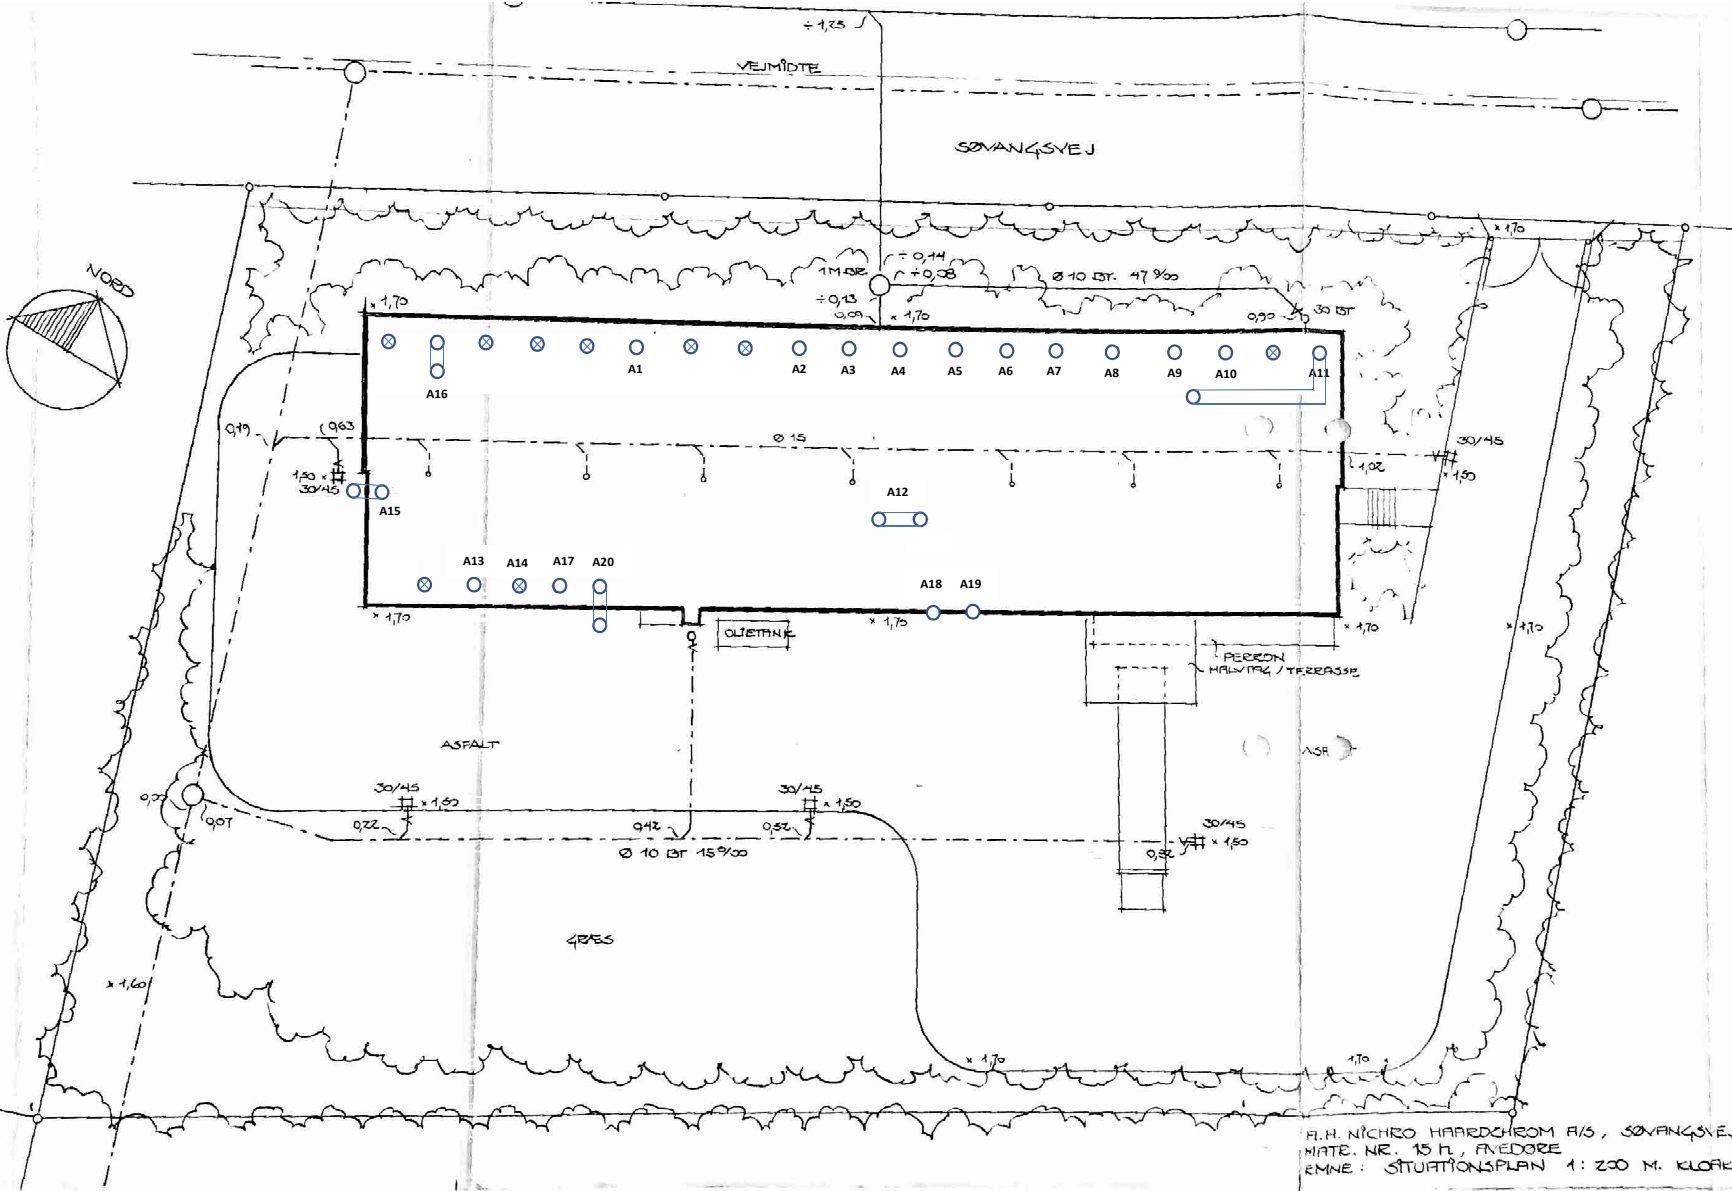 ÷1,25
VEJMIDTE
SØVANGSVEJ
× 1,70
NORD
÷0,14
1 M BR.
÷0,08
Ø 10 BT. 47 ‰
× 1,70
÷0,13
0,09
× 1,70
0,90
30 BT
A1
A2
A3
A4
A5
A6
A7
A8
A9
A10
A11
A16
0,19
0,63
Ø 15
30/45
1,02
× 1,50
1,50 ×
30/45
A15
A12
A13
A14
A17
A20
A18
A19
× 1,70
× 1,70
× 1,70
× 1,70
OLIETANK
PERRON
HALVTAG / TERRASSE
ASFALT
ASF
30/45
× 1,50
30/45
× 1,50
0,07
0,22
0,42
0,52
30/45
× 1,50
Ø 10 BT 15 ‰
GRÆS
× 1,60
× 1,70
1,70
A.H. NICHRO HAARDCHROM A/S, SØVANGSVEJ
MATR. NR. 15 h, AVEDØRE
EMNE: SITUATIONSPLAN 1:200 M. KLOAK